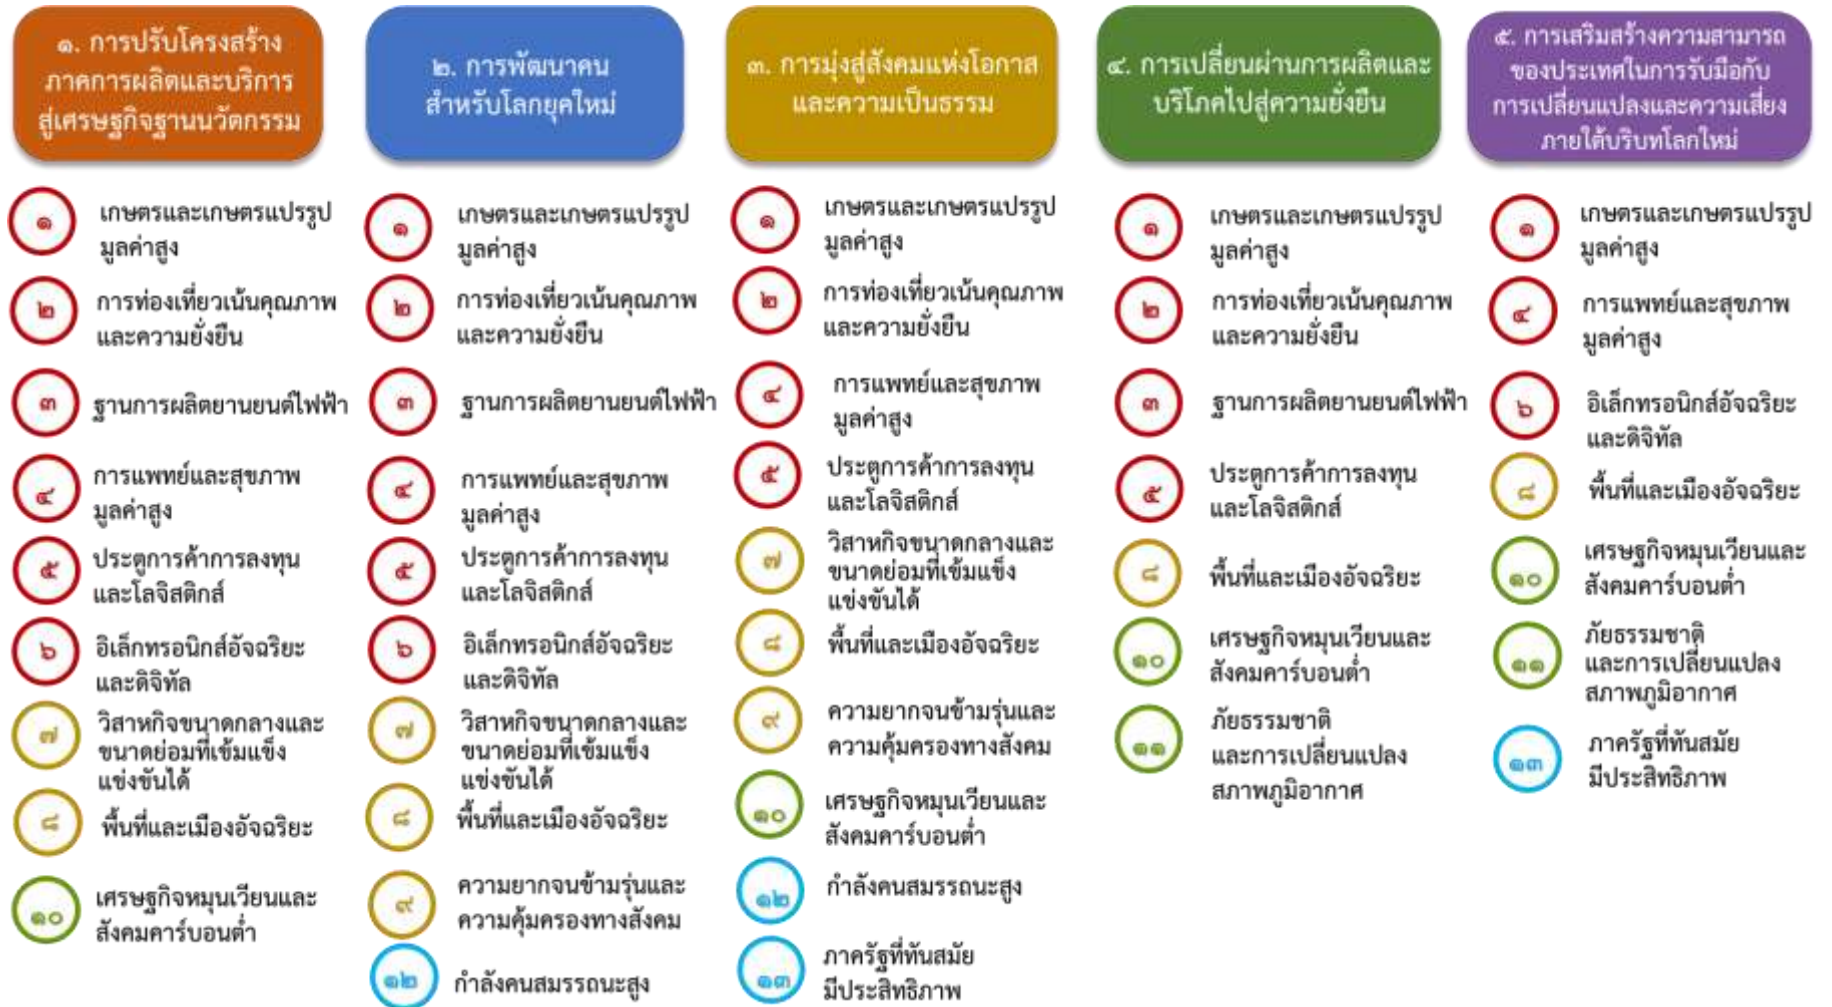 ๑. การปรับโครงสร้าง
ภาคการผลิตและบริการ
สู่เศรษฐกิจฐานนวัตกรรม
๑
เกษตรและเกษตรแปรรูป
มูลค่าสูง
๒
การท่องเที่ยวเน้นคุณภาพ
และความยั่งยืน
๓
ฐานการผลิตยานยนต์ไฟฟ้า
๔
การแพทย์และสุขภาพ
มูลค่าสูง
๕
ประตูการค้าการลงทุน
และโลจิสติกส์
๖
อิเล็กทรอนิกส์อัจฉริยะ
และดิจิทัล
๗
วิสาหกิจขนาดกลางและ
ขนาดย่อมที่เข้มแข็ง
แข่งขันได้
๘
พื้นที่และเมืองอัจฉริยะ
๑๐
เศรษฐกิจหมุนเวียนและ
สังคมคาร์บอนต่ำ
๒. การพัฒนาคน
สำหรับโลกยุคใหม่
๑
เกษตรและเกษตรแปรรูป
มูลค่าสูง
๒
การท่องเที่ยวเน้นคุณภาพ
และความยั่งยืน
๓
ฐานการผลิตยานยนต์ไฟฟ้า
๔
การแพทย์และสุขภาพ
มูลค่าสูง
๕
ประตูการค้าการลงทุน
และโลจิสติกส์
๖
อิเล็กทรอนิกส์อัจฉริยะ
และดิจิทัล
๗
วิสาหกิจขนาดกลางและ
ขนาดย่อมที่เข้มแข็ง
แข่งขันได้
๘
พื้นที่และเมืองอัจฉริยะ
๙
ความยากจนข้ามรุ่นและ
ความคุ้มครองทางสังคม
๑๒
กำลังคนสมรรถนะสูง
๓. การมุ่งสู่สังคมแห่งโอกาส
และความเป็นธรรม
๑
เกษตรและเกษตรแปรรูป
มูลค่าสูง
๒
การท่องเที่ยวเน้นคุณภาพ
และความยั่งยืน
๔
การแพทย์และสุขภาพ
มูลค่าสูง
๕
ประตูการค้าการลงทุน
และโลจิสติกส์
๗
วิสาหกิจขนาดกลางและ
ขนาดย่อมที่เข้มแข็ง
แข่งขันได้
๘
พื้นที่และเมืองอัจฉริยะ
๙
ความยากจนข้ามรุ่นและ
ความคุ้มครองทางสังคม
๑๐
เศรษฐกิจหมุนเวียนและ
สังคมคาร์บอนต่ำ
๑๒
กำลังคนสมรรถนะสูง
๑๓
ภาครัฐที่ทันสมัย
มีประสิทธิภาพ
๔. การเปลี่ยนผ่านการผลิตและ
บริโภคไปสู่ความยั่งยืน
๑
เกษตรและเกษตรแปรรูป
มูลค่าสูง
๒
การท่องเที่ยวเน้นคุณภาพ
และความยั่งยืน
๓
ฐานการผลิตยานยนต์ไฟฟ้า
๕
ประตูการค้าการลงทุน
และโลจิสติกส์
๘
พื้นที่และเมืองอัจฉริยะ
๑๐
เศรษฐกิจหมุนเวียนและ
สังคมคาร์บอนต่ำ
๑๑
ภัยธรรมชาติ
และการเปลี่ยนแปลง
สภาพภูมิอากาศ
๕. การเสริมสร้างความสามารถ
ของประเทศในการรับมือกับ
การเปลี่ยนแปลงและความเสี่ยง
ภายใต้บริบทโลกใหม่
๑
เกษตรและเกษตรแปรรูป
มูลค่าสูง
๔
การแพทย์และสุขภาพ
มูลค่าสูง
๖
อิเล็กทรอนิกส์อัจฉริยะ
และดิจิทัล
๘
พื้นที่และเมืองอัจฉริยะ
๑๐
เศรษฐกิจหมุนเวียนและ
สังคมคาร์บอนต่ำ
๑๑
ภัยธรรมชาติ
และการเปลี่ยนแปลง
สภาพภูมิอากาศ
๑๓
ภาครัฐที่ทันสมัย
มีประสิทธิภาพ